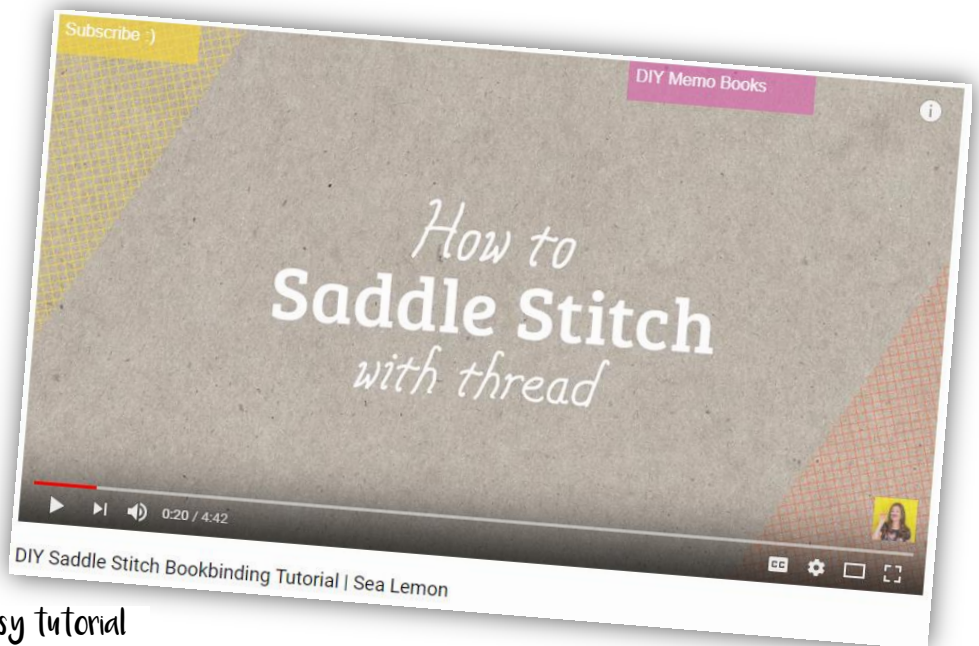 Subscribe :)
DIY Memo Books
i
How to
Saddle Stitch
with thread
0:20 / 4:42
CC
DIY Saddle Stitch Bookbinding Tutorial | Sea Lemon
tutorial